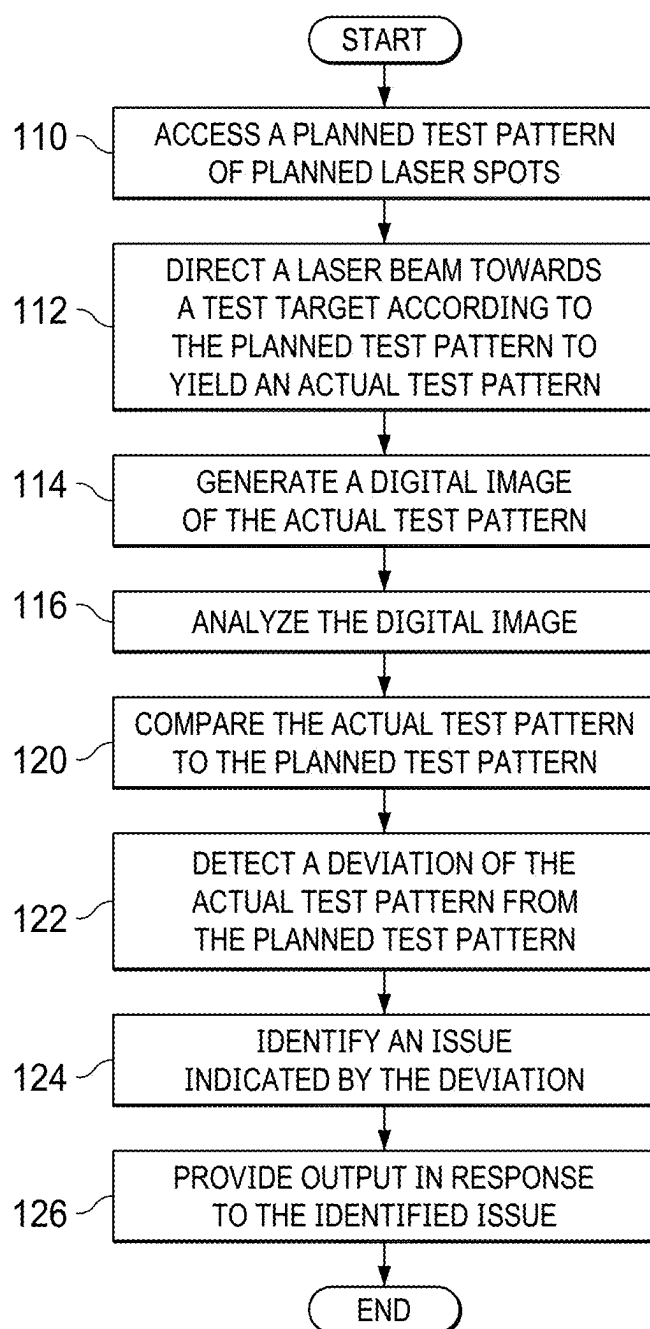 START
110
ACCESS A PLANNED TEST PATTERN
OF PLANNED LASER SPOTS
112
DIRECT A LASER BEAM TOWARDS
A TEST TARGET ACCORDING TO
THE PLANNED TEST PATTERN TO
YIELD AN ACTUAL TEST PATTERN
114
GENERATE A DIGITAL IMAGE
OF THE ACTUAL TEST PATTERN
116
ANALYZE THE DIGITAL IMAGE
120
COMPARE THE ACTUAL TEST PATTERN
TO THE PLANNED TEST PATTERN
122
DETECT A DEVIATION OF THE
ACTUAL TEST PATTERN FROM
THE PLANNED TEST PATTERN
124
IDENTIFY AN ISSUE
INDICATED BY THE DEVIATION
126
PROVIDE OUTPUT IN RESPONSE
TO THE IDENTIFIED ISSUE
END